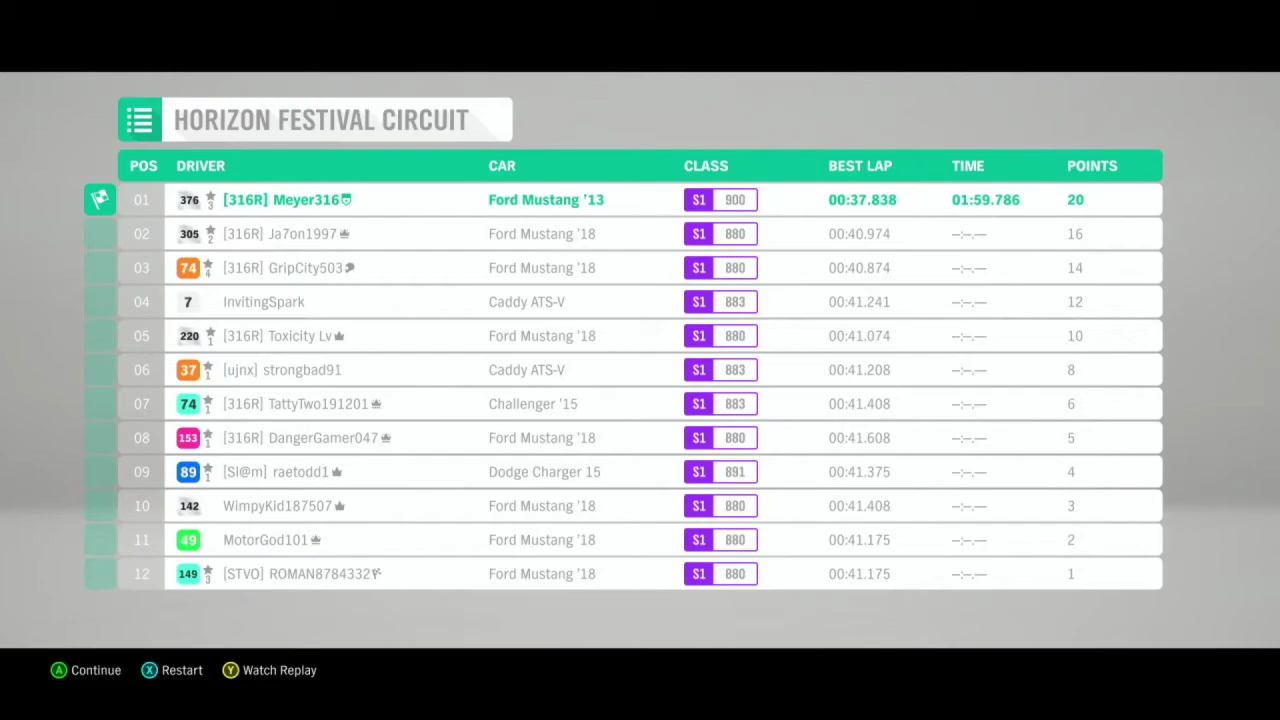 HORIZON FESTIVAL CIRCUIT
POS DRIVER CAR CLASS BEST LAP TIME POINTS
01 376 3 [316R] Meyer316 Ford Mustang '13 S1 900 00:37.838 01:59.786 20
02 305 2 [316R] Ja7on1997 Ford Mustang '18 S1 880 00:40.974 --:--.--- 16
03 74 4 [316R] GripCity503 Ford Mustang '18 S1 880 00:40.874 --:--.--- 14
04 7 InvitingSpark Caddy ATS-V S1 883 00:41.241 --:--.--- 12
05 220 1 [316R] Toxicity Lv Ford Mustang '18 S1 880 00:41.074 --:--.--- 10
06 37 1 [ujnx] strongbad91 Caddy ATS-V S1 883 00:41.208 --:--.--- 8
07 74 1 [316R] TattyTwo191201 Challenger '15 S1 883 00:41.408 --:--.--- 6
08 153 1 [316R] DangerGamer047 Ford Mustang '18 S1 880 00:41.608 --:--.--- 5
09 89 1 [Sl@m] raetodd1 Dodge Charger 15 S1 891 00:41.375 --:--.--- 4
10 142 WimpyKid187507 Ford Mustang '18 S1 880 00:41.408 --:--.--- 3
11 49 MotorGod101 Ford Mustang '18 S1 880 00:41.175 --:--.--- 2
12 149 3 [STVO] ROMAN8784332 Ford Mustang '18 S1 880 00:41.175 --:--.--- 1
A Continue X Restart Y Watch Replay